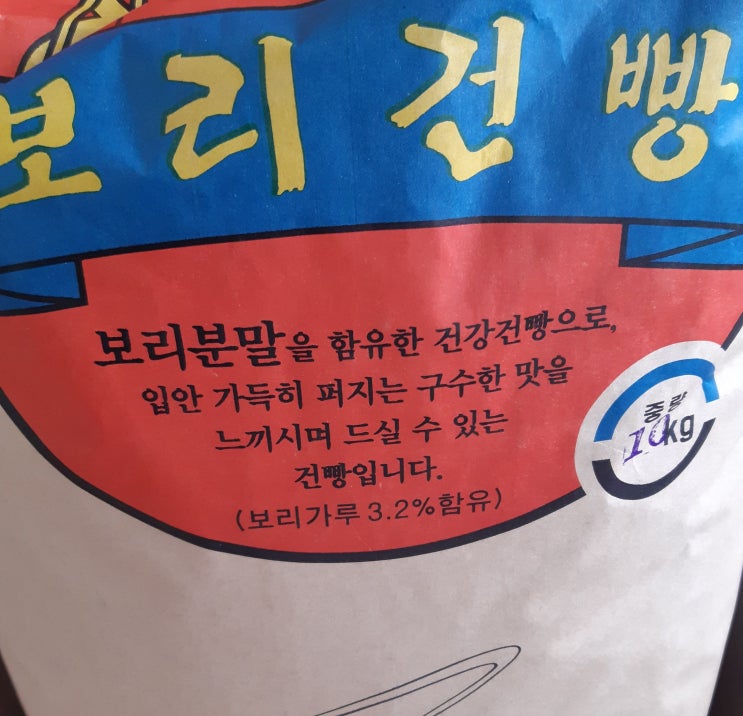 보리건빵
보리분말을 함유한 건강건빵으로,
입안 가득히 퍼지는 구수한 맛을
느끼시며 드실 수 있는
건빵입니다.
(보리가루 3.2%함유)
중량
10kg